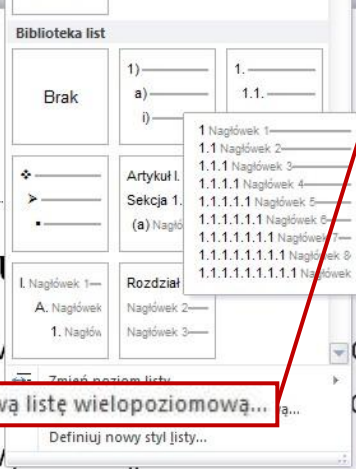 Biblioteka list
Brak
1)
a)
i)
1.
1.1.
1 Nagłówek 1
1.1 Nagłówek 2
1.1.1 Nagłówek 3
1.1.1.1 Nagłówek 4
1.1.1.1.1 Nagłówek 5
1.1.1.1.1.1 Nagłówek 6
1.1.1.1.1.1.1 Nagłówek 7
1.1.1.1.1.1.1.1 Nagłówek 8
1.1.1.1.1.1.1.1.1 Nagłówek
Artykuł I.
Sekcja 1.
(a) Nagłó
I. Nagłówek 1
A. Nagłówek
1. Nagłów
Rozdział
Nagłówek 2
Nagłówek 3
Zmień poziom listy
wą listę wielopoziomową...
Definiuj nowy styl listy...